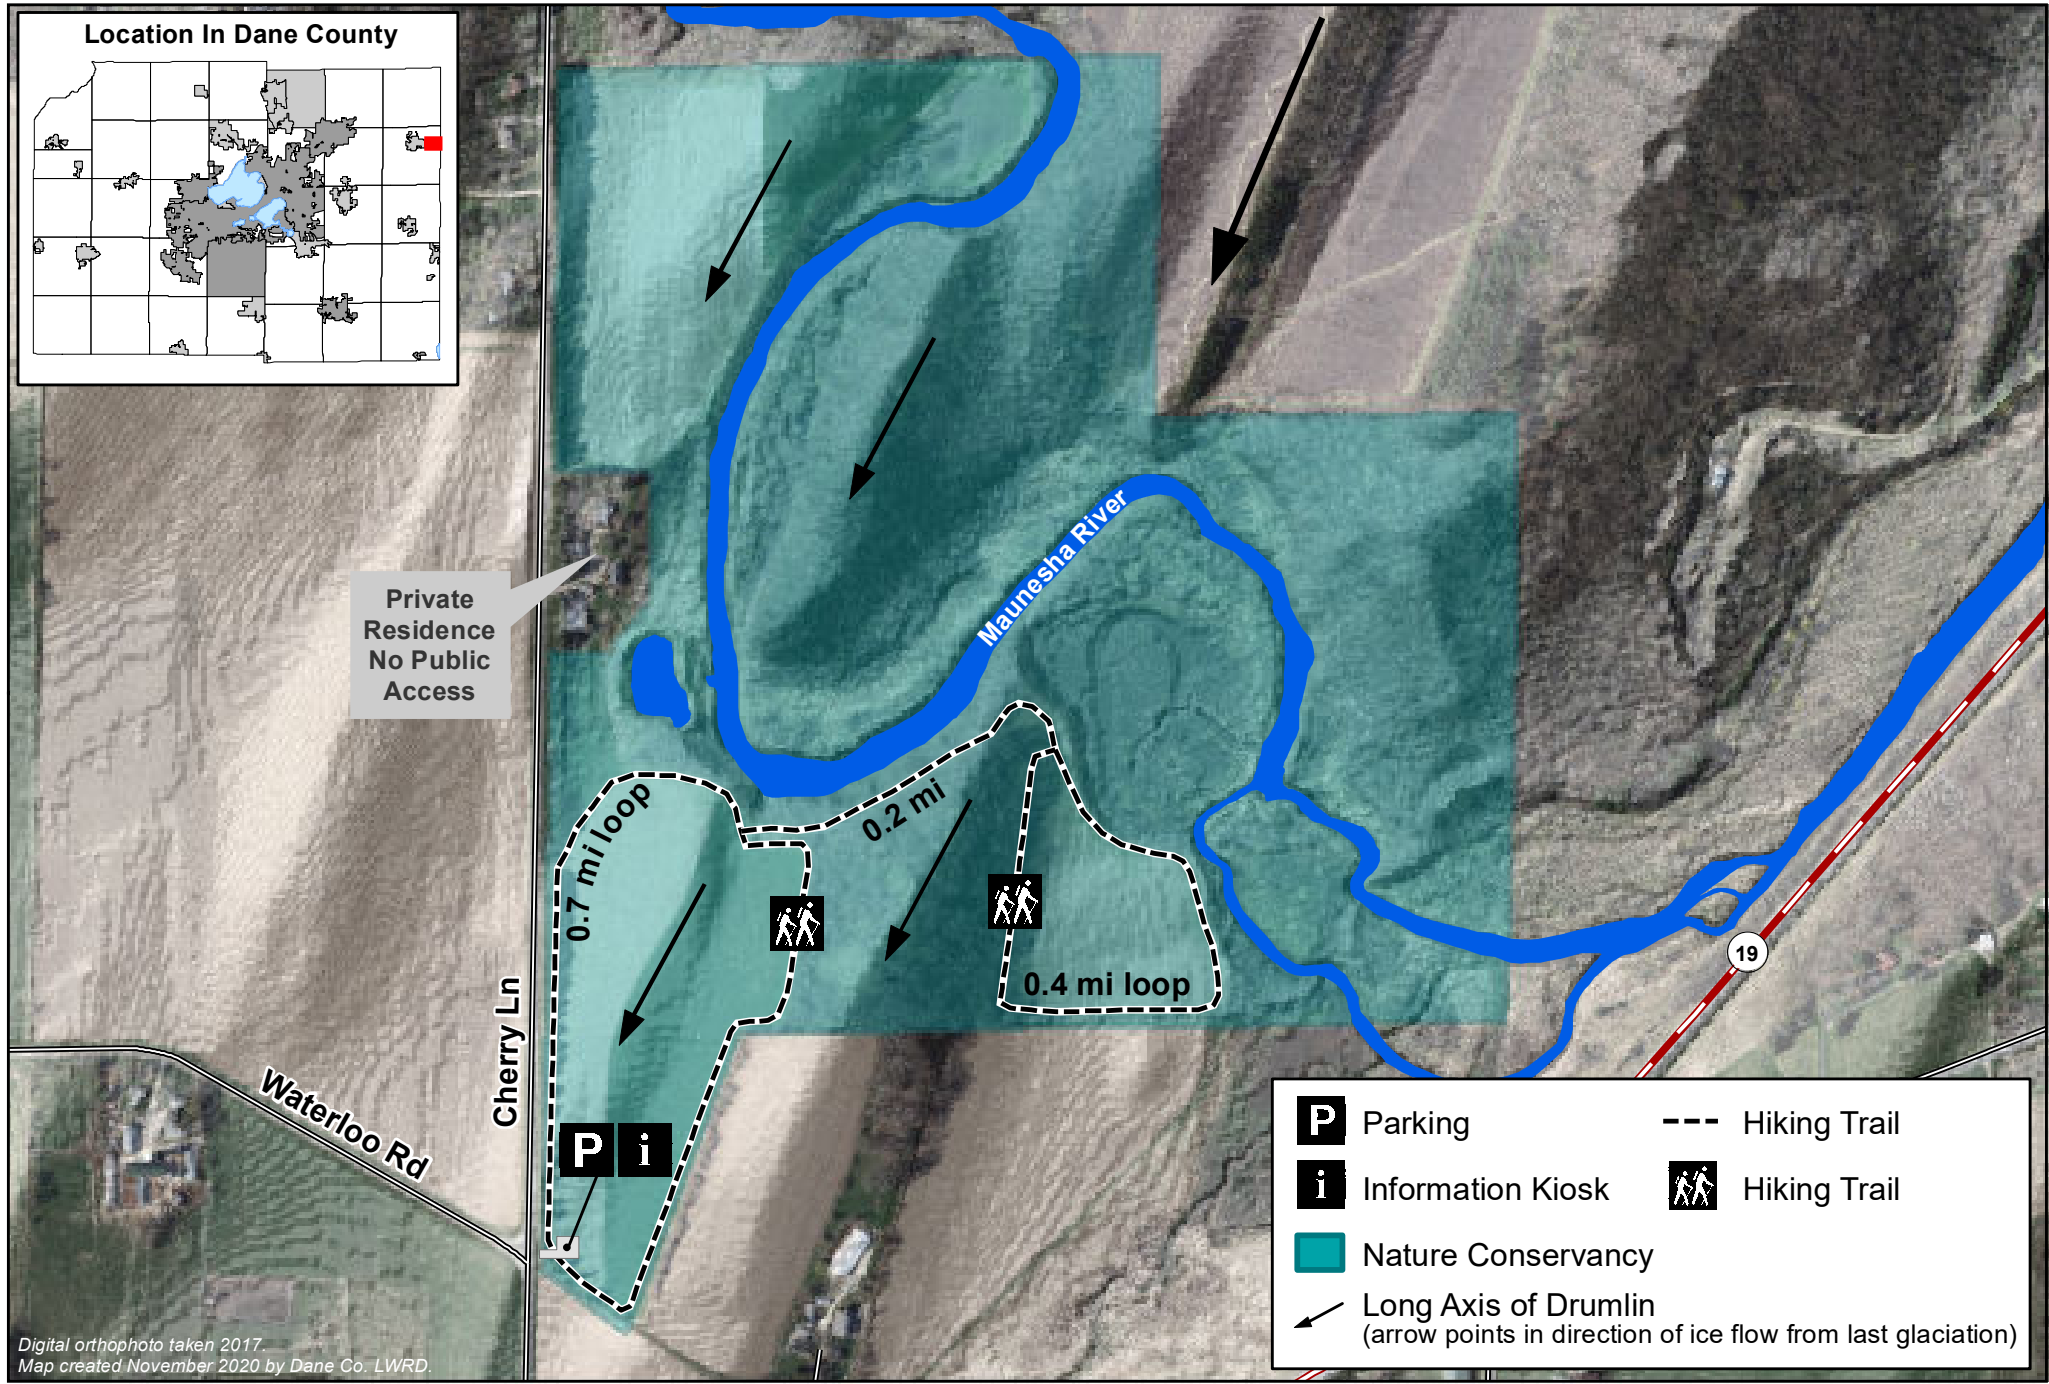 Location In Dane County
Private
Residence
No Public
Access
Maunesha River
0.7 mi loop
0.2 mi
0.4 mi loop
Cherry Ln
Waterloo Rd
19
P i
P Parking
Hiking Trail
i Information Kiosk
Hiking Trail
Nature Conservancy
Long Axis of Drumlin
(arrow points in direction of ice flow from last glaciation)
Digital orthophoto taken 2017.
Map created November 2020 by Dane Co. LWRD.